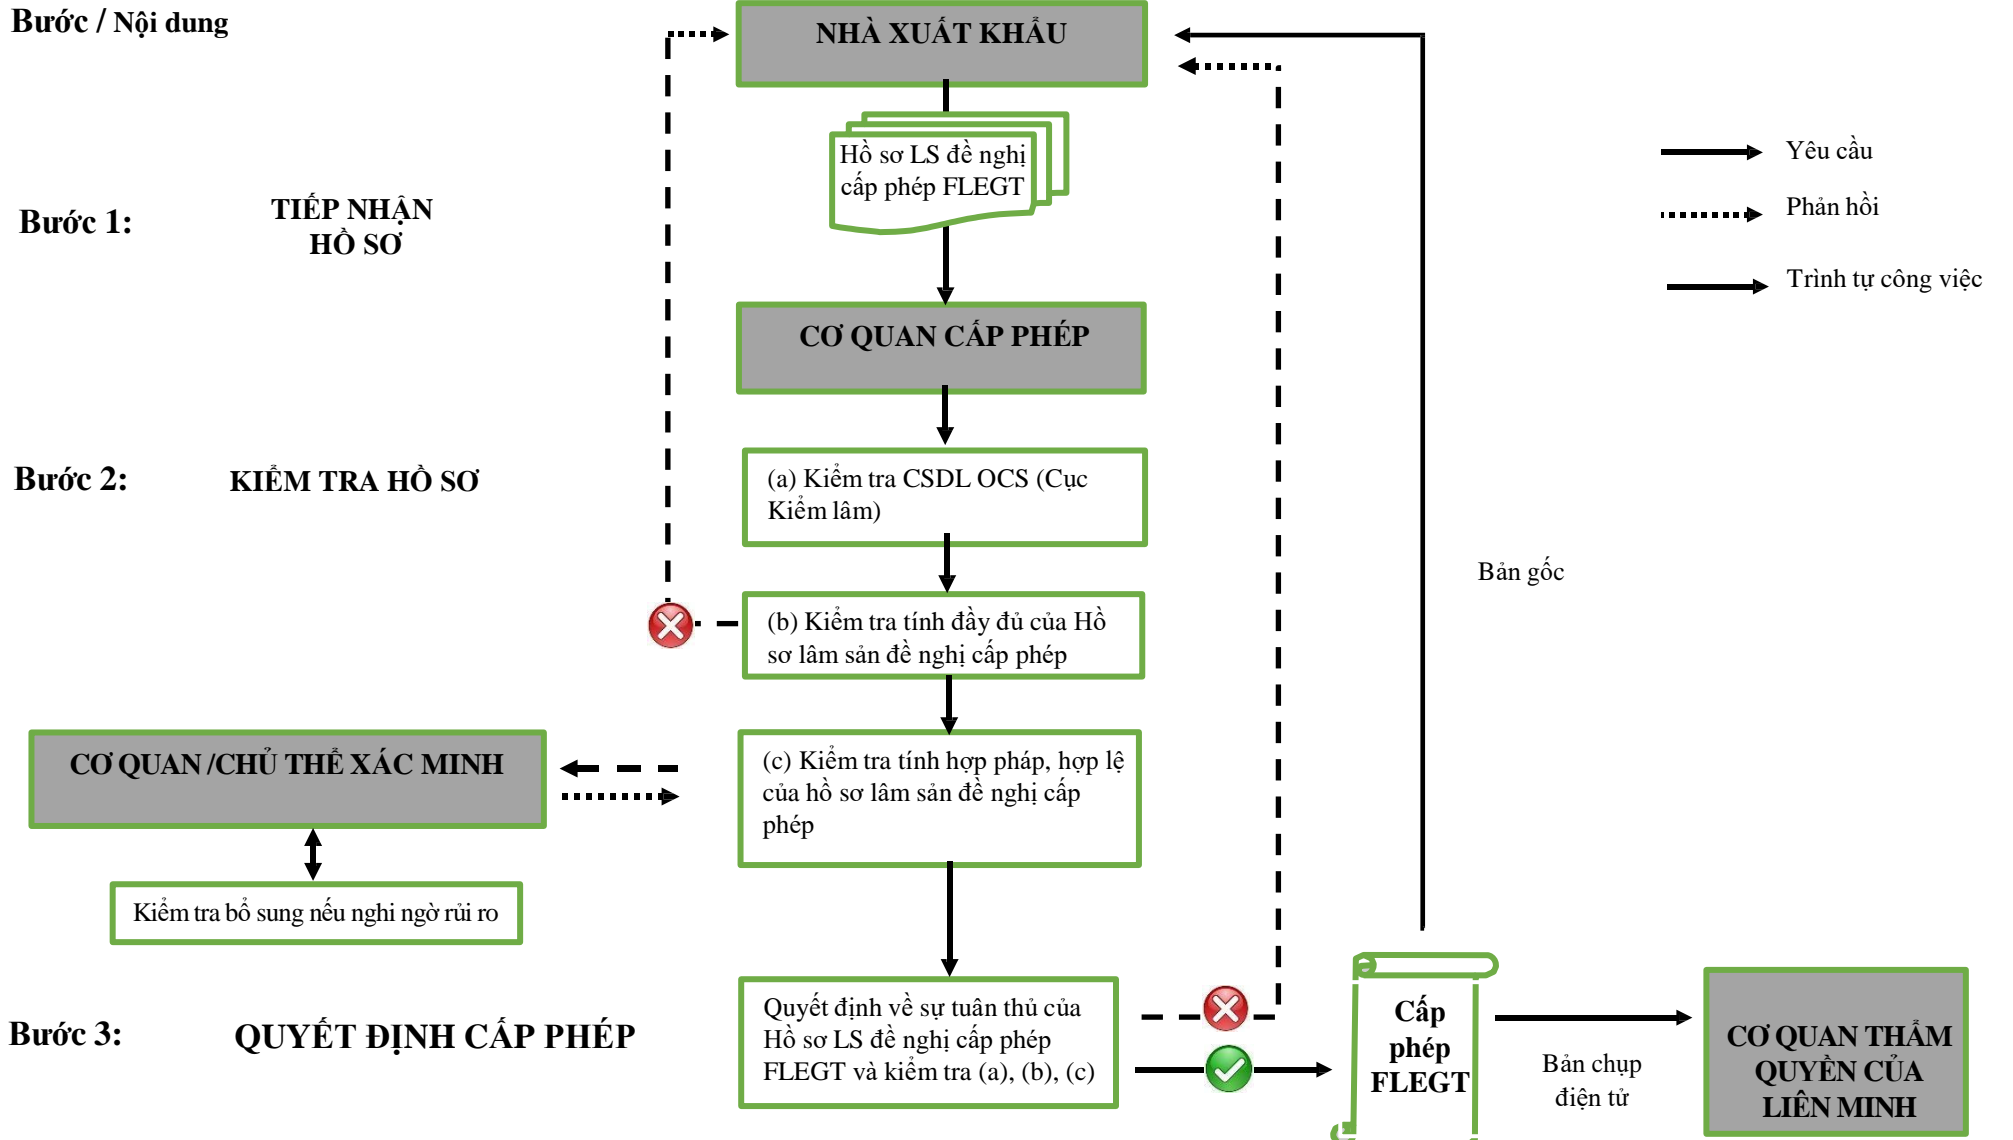 Bước / Nội dung
NHÀ XUẤT KHẨU
Hồ sơ LS đề nghị
cấp phép FLEGT
Yêu cầu
Phản hồi
Trình tự công việc
Bước 1:
TIẾP NHẬN
HỒ SƠ
CƠ QUAN CẤP PHÉP
Bước 2:
KIỂM TRA HỒ SƠ
(a) Kiểm tra CSDL OCS (Cục
Kiểm lâm)
Bản gốc
(b) Kiểm tra tính đầy đủ của Hồ
sơ lâm sản đề nghị cấp phép
CƠ QUAN /CHỦ THỂ XÁC MINH
(c) Kiểm tra tính hợp pháp, hợp lệ
của hồ sơ lâm sản đề nghị cấp
phép
Kiểm tra bổ sung nếu nghi ngờ rủi ro
Bước 3:
QUYẾT ĐỊNH CẤP PHÉP
Quyết định về sự tuân thủ của
Hồ sơ LS đề nghị cấp phép
FLEGT và kiểm tra (a), (b), (c)
Cấp
phép
FLEGT
Bản chụp
điện tử
CƠ QUAN THẨM
QUYỀN CỦA
LIÊN MINH